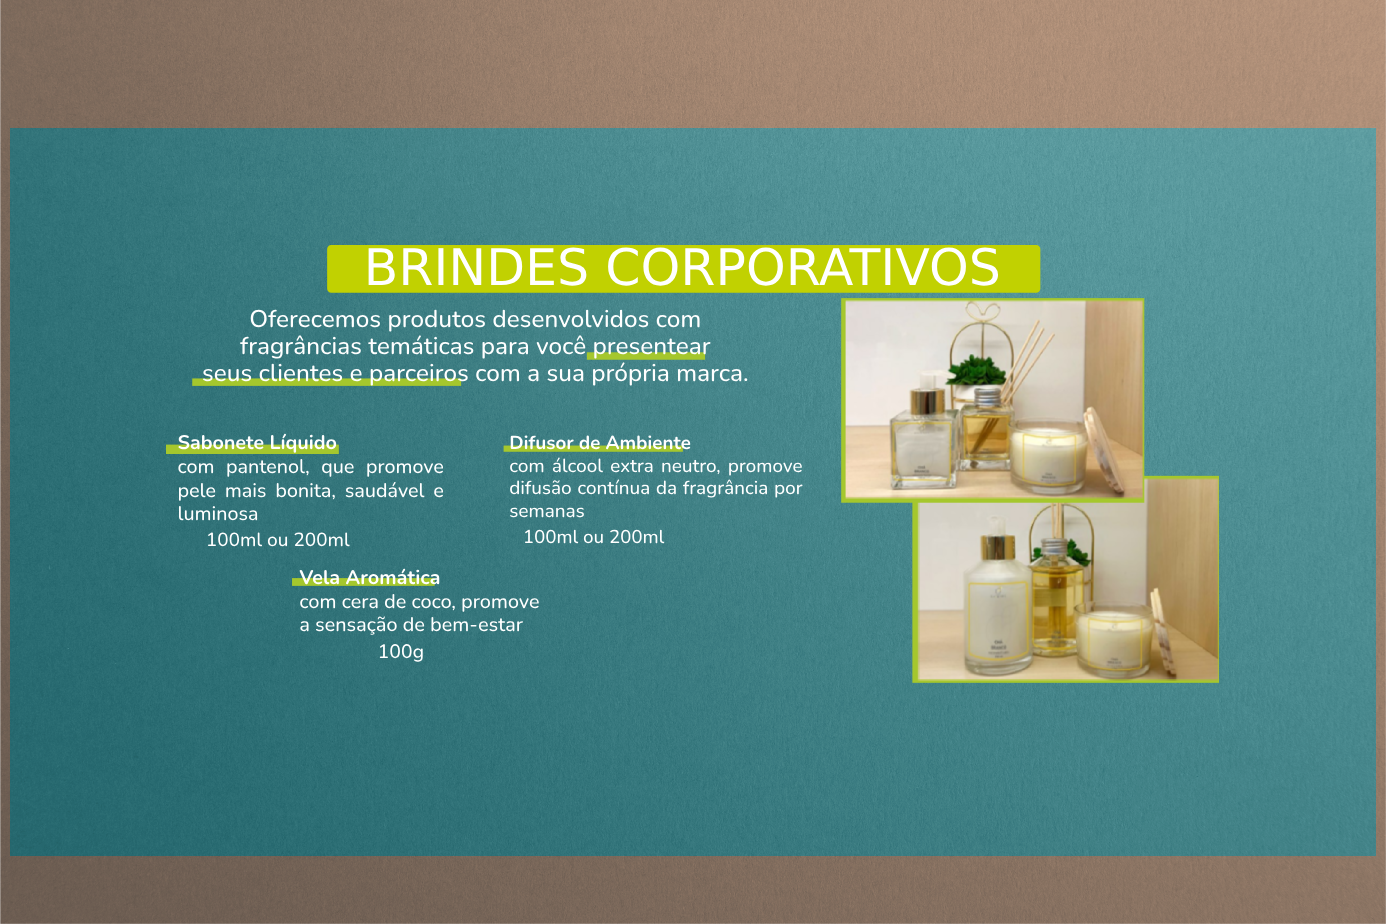 BRINDES CORPORATIVOS
Oferecemos produtos desenvolvidos com
fragrâncias temáticas para você presentear
seus clientes e parceiros com a sua própria marca.
Sabonete Líquido
com pantenol, que promove
pele mais bonita, saudável e
luminosa
100ml ou 200ml
Difusor de Ambiente
com álcool extra neutro, promove
difusão contínua da fragrância por
semanas
100ml ou 200ml
Vela Aromática
com cera de coco, promove
a sensação de bem-estar
100g